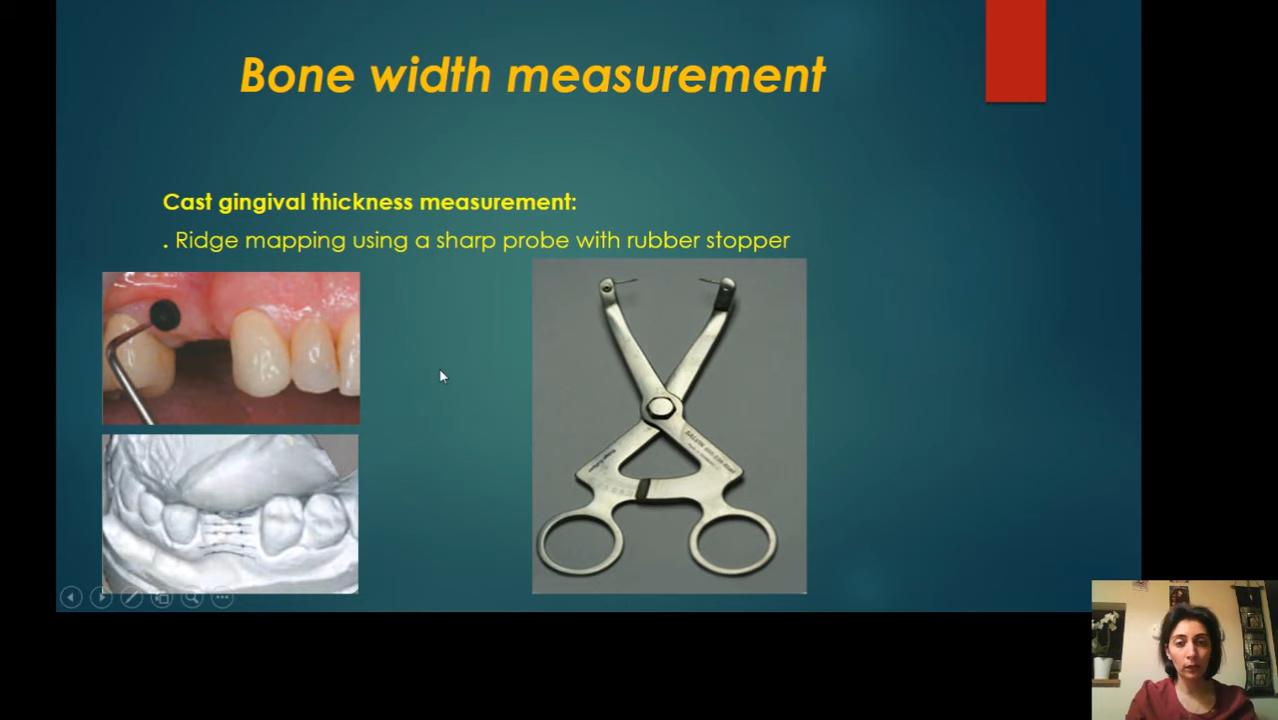 Bone width measurement
Cast gingival thickness measurement:
. Ridge mapping using a sharp probe with rubber stopper